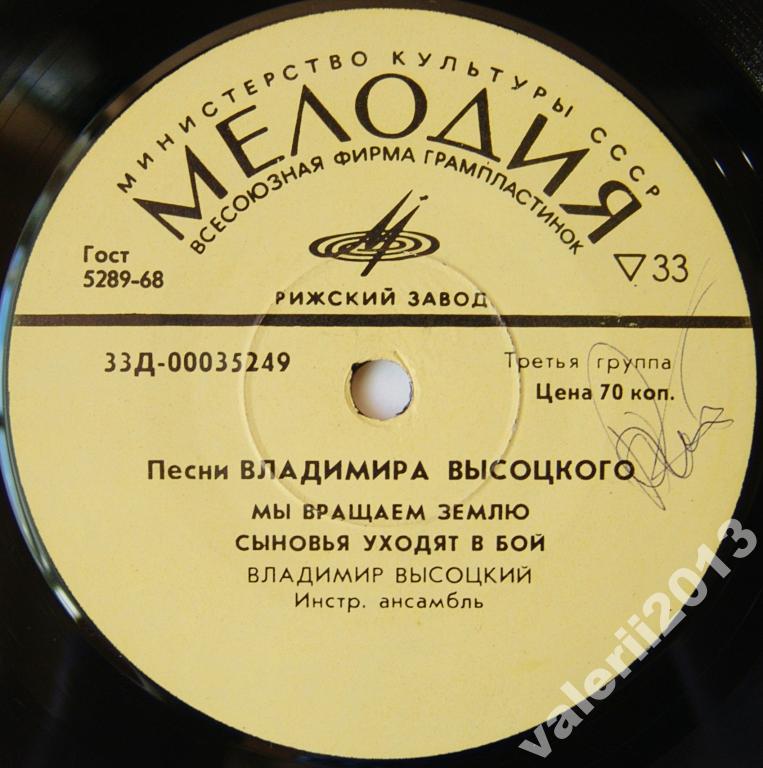 МИНИСТЕРСТВО КУЛЬТУРЫ СССР
МЕЛОДИЯ
ВСЕСОЮЗНАЯ ФИРМА ГРАМПЛАСТИНОК
Гост
5289-68
33
РИЖСКИЙ ЗАВОД
33Д-00035249
Третья группа
Цена 70 коп.
Песни ВЛАДИМИРА ВЫСОЦКОГО
МЫ ВРАЩАЕМ ЗЕМЛЮ
СЫНОВЬЯ УХОДЯТ В БОЙ
ВЛАДИМИР ВЫСОЦКИЙ
Инстр. ансамбль
valerii2013